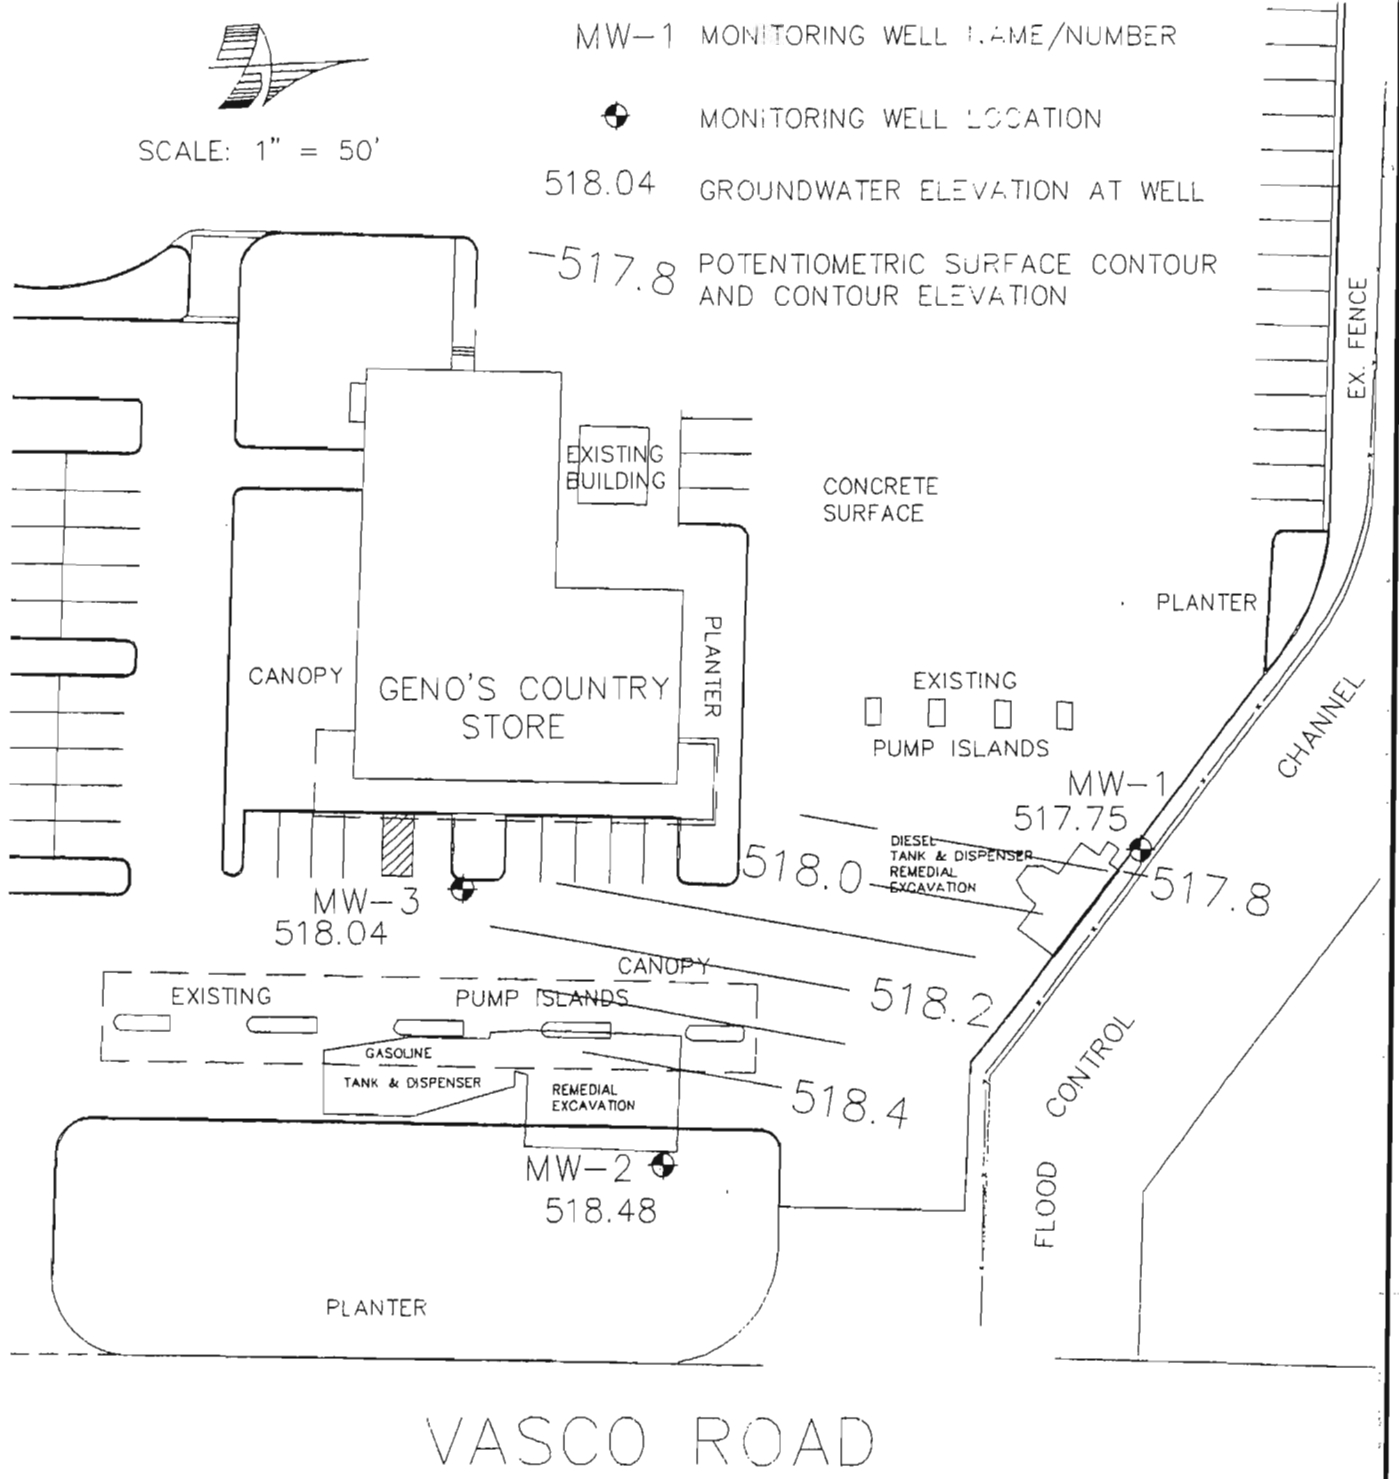 MW-1 MONITORING WELL NAME/NUMBER
MONITORING WELL LOCATION
SCALE: 1" = 50'
518.04 GROUNDWATER ELEVATION AT WELL
-517.8 POTENTIOMETRIC SURFACE CONTOUR
AND CONTOUR ELEVATION
EX. FENCE
EXISTING
BUILDING
CONCRETE
SURFACE
PLANTER
PLANTER
CANOPY
GENO'S COUNTRY
STORE
EXISTING
PUMP ISLANDS
CHANNEL
MW-1
517.75
DIESEL
TANK & DISPENSER
REMEDIAL
EXCAVATION
518.0
517.8
MW-3
518.04
CANOPY
EXISTING
PUMP ISLANDS
518.2
GASOLINE
TANK & DISPENSER
REMEDIAL
EXCAVATION
518.4
CONTROL
FLOOD
MW-2
518.48
PLANTER
VASCO ROAD